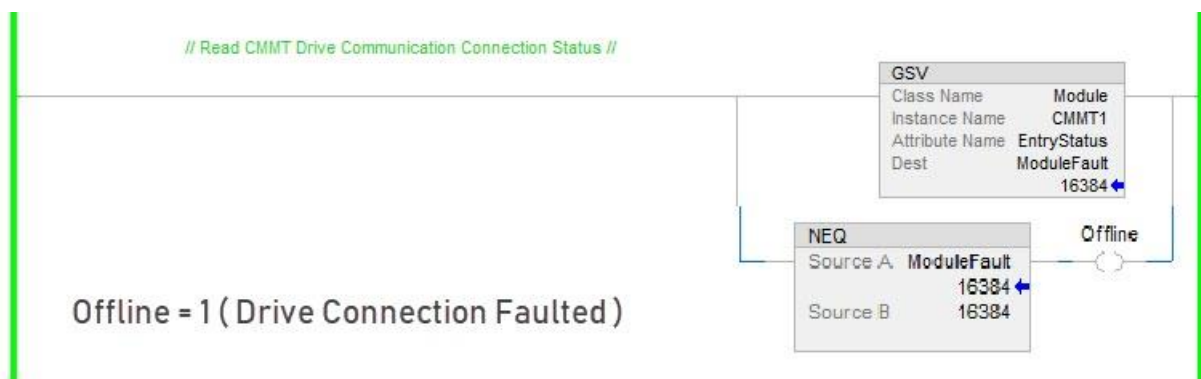 // Read CMMT Drive Communication Connection Status //
GSV
Class Name Module
Instance Name CMMT1
Attribute Name EntryStatus
Dest ModuleFault
16384
NEQ
Source A ModuleFault
16384
Source B 16384
Offline
Offline = 1 ( Drive Connection Faulted )